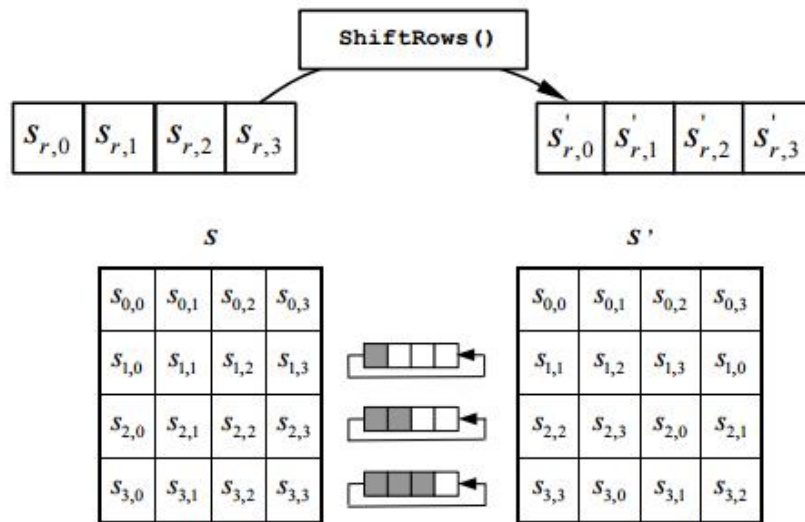 ShiftRows()
S_{r,0} S_{r,1} S_{r,2} S_{r,3} S'_{r,0} S'_{r,1} S'_{r,2} S'_{r,3}
S S'
S_{0,0} S_{0,1} S_{0,2} S_{0,3} S_{0,0} S_{0,1} S_{0,2} S_{0,3}
S_{1,0} S_{1,1} S_{1,2} S_{1,3} S_{1,1} S_{1,2} S_{1,3} S_{1,0}
S_{2,0} S_{2,1} S_{2,2} S_{2,3} S_{2,2} S_{2,3} S_{2,0} S_{2,1}
S_{3,0} S_{3,1} S_{3,2} S_{3,3} S_{3,3} S_{3,0} S_{3,1} S_{3,2}